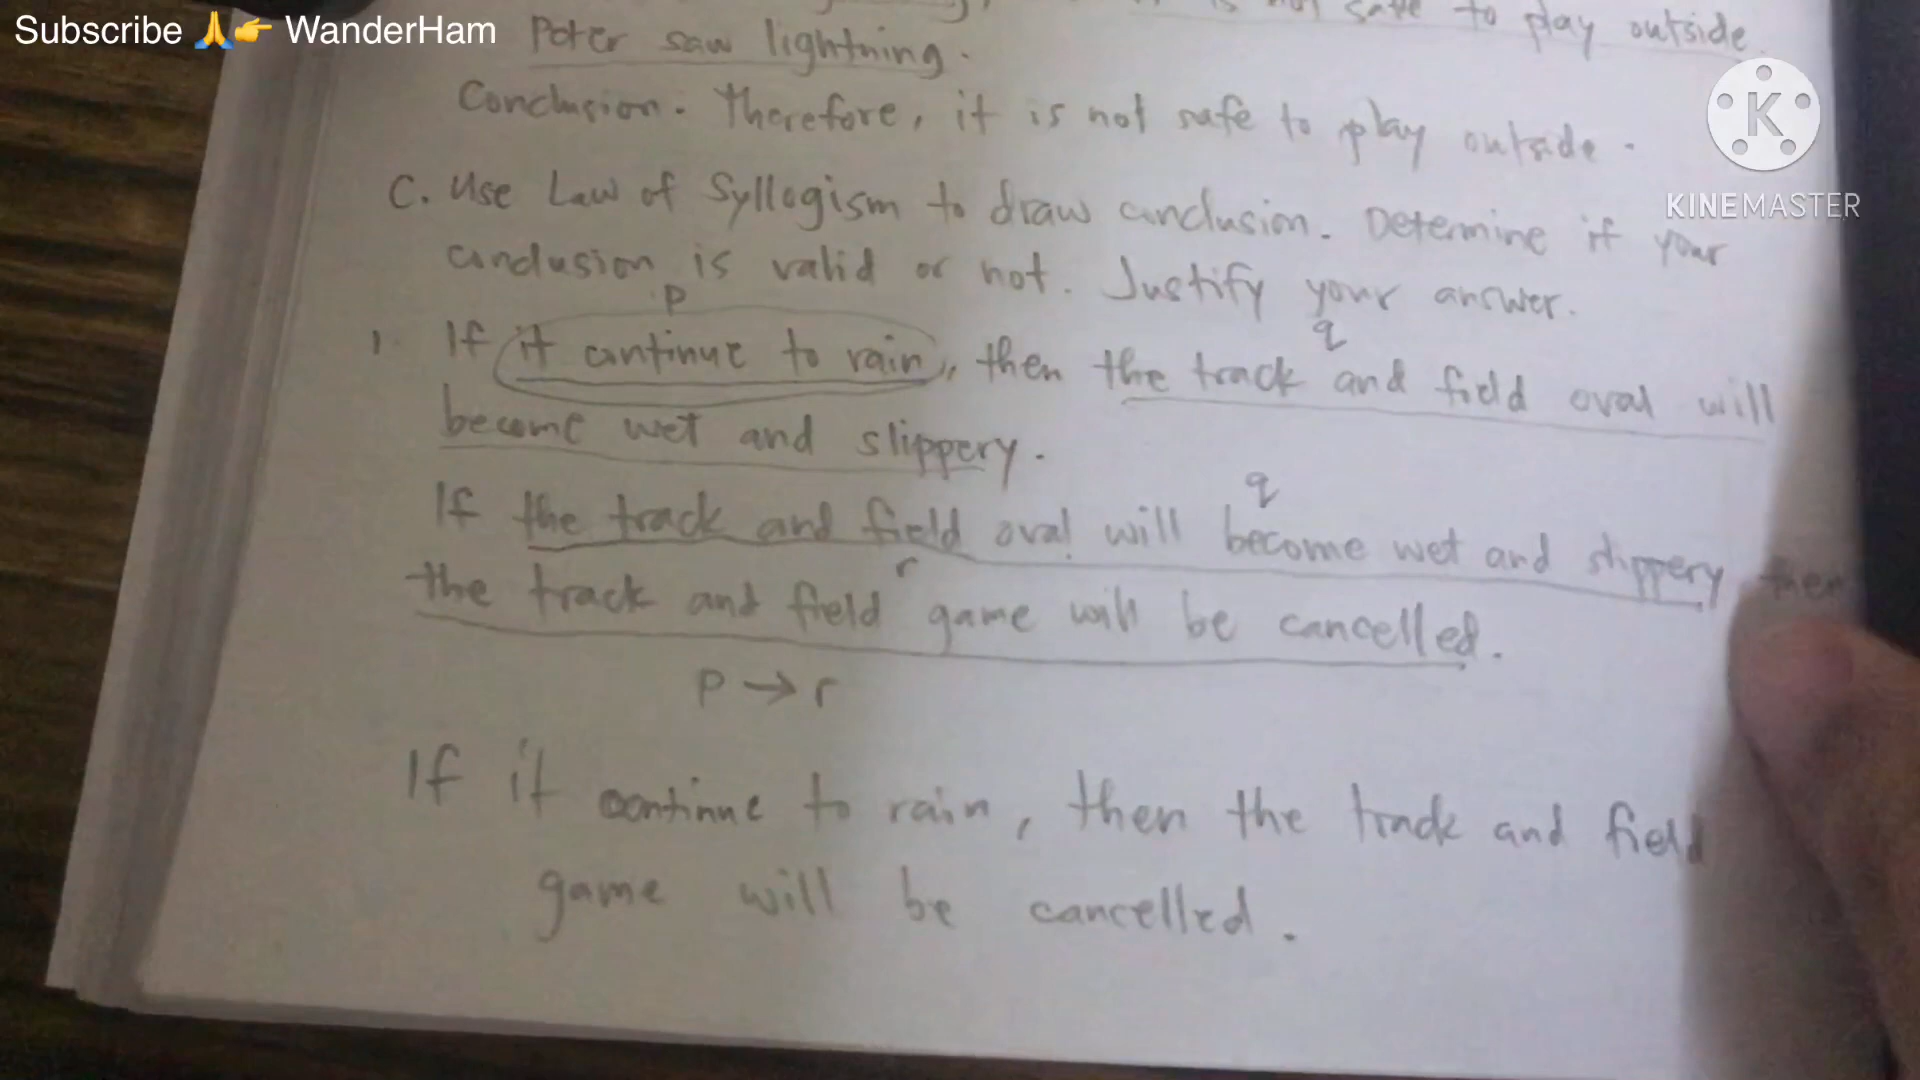 Subscribe 🙏👉 WanderHam
not safe to play outside.
Peter saw lightning.
Conclusion. Therefore, it is not safe to play outside.
KINEMASTER
C. Use Law of Syllogism to draw conclusion. Determine if your
conclusion is valid or not. Justify your answer.
p
q
1. If it continue to rain, then the track and field oval will
become wet and slippery.
q
If the track and field oval will become wet and slippery then
r
the track and field game will be cancelled.
p → r
If it continue to rain, then the track and field
game will be cancelled.